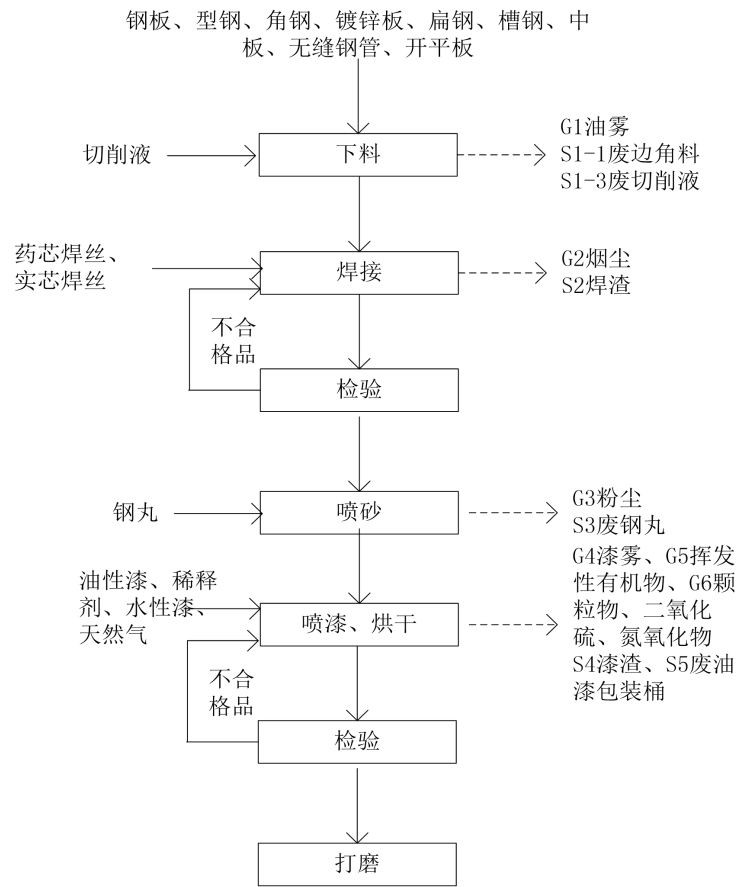 钢板、型钢、角钢、镀锌板、扁钢、槽钢、中
板、无缝钢管、开平板
切削液
下料
G1油雾
S1-1废边角料
S1-3废切削液
药芯焊丝、
实芯焊丝
焊接
G2烟尘
S2焊渣
不合
格品
检验
钢丸
喷砂
G3粉尘
S3废钢丸
油性漆、稀释
剂、水性漆、
天然气
喷漆、烘干
G4漆雾、G5挥发
性有机物、G6颗
粒物、二氧化
硫、氮氧化物
S4漆渣、S5废油
漆包装桶
不合
格品
检验
打磨